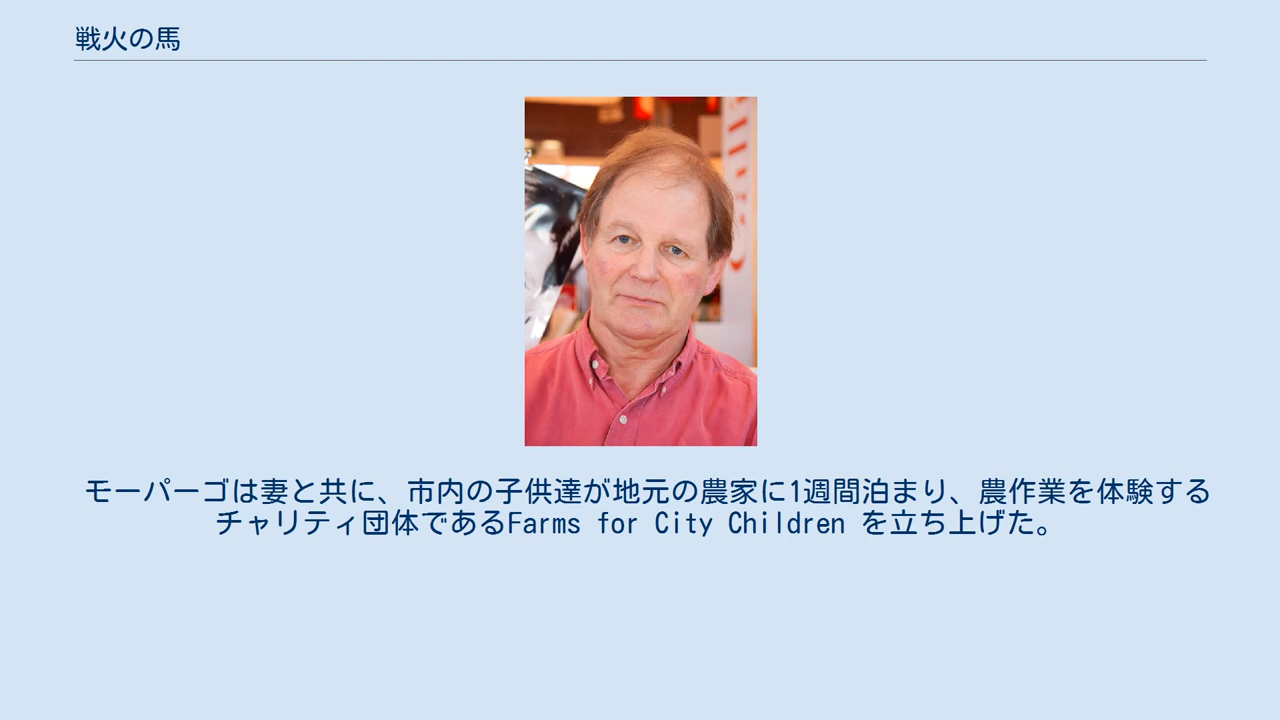 戦火の馬
モーパーゴは妻と共に、市内の子供達が地元の農家に1週間泊まり、農作業を体験する
チャリティ団体であるFarms for City Children を立ち上げた。